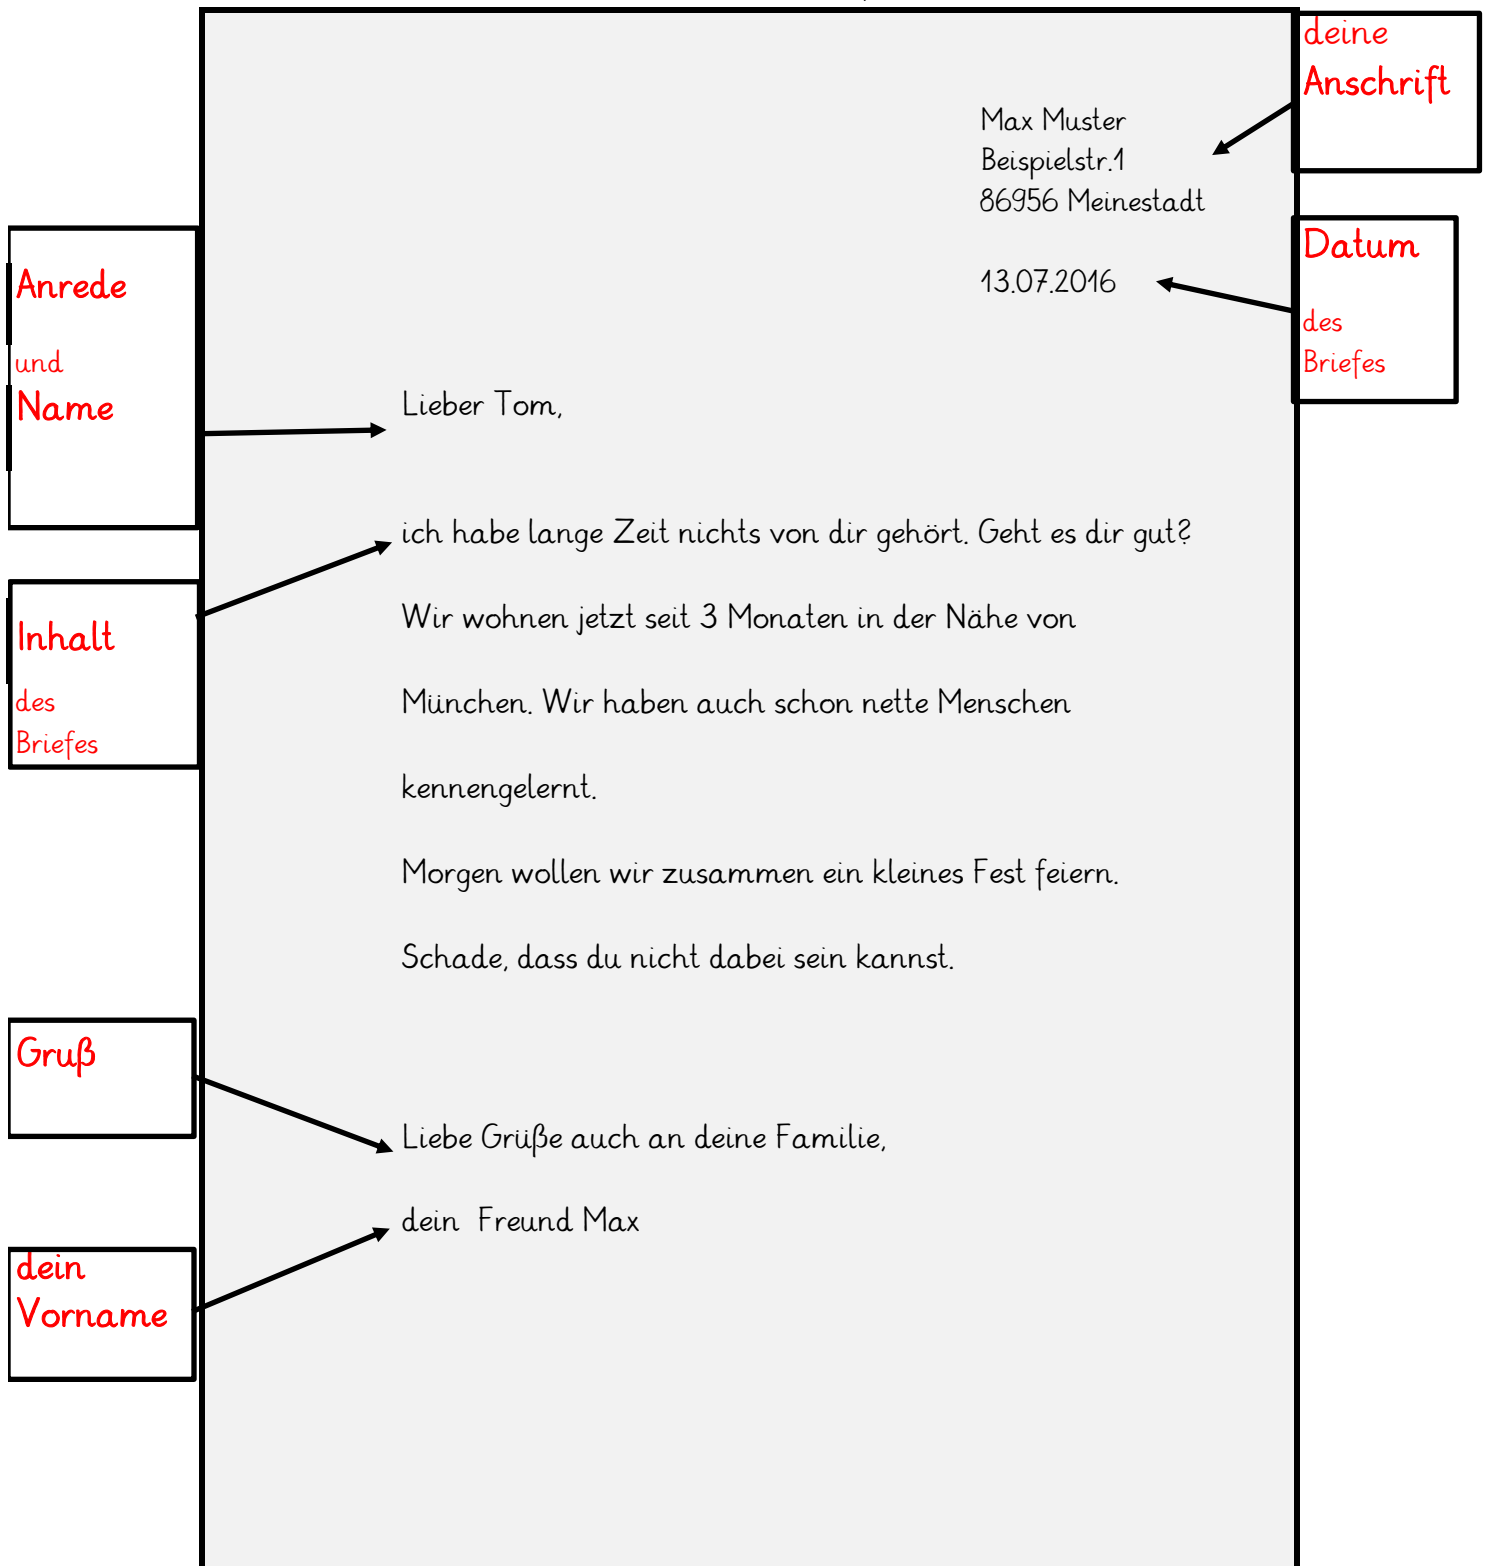 deine
Anschrift
Max Muster
Beispielstr.1
86956 Meinestadt
Datum
des
Briefes
13.07.2016
Anrede
und
Name
Lieber Tom,
ich habe lange Zeit nichts von dir gehört. Geht es dir gut?
Wir wohnen jetzt seit 3 Monaten in der Nähe von
München. Wir haben auch schon nette Menschen
kennengelernt.
Morgen wollen wir zusammen ein kleines Fest feiern.
Schade, dass du nicht dabei sein kannst.
Inhalt
des
Briefes
Gruß
Liebe Grüße auch an deine Familie,
dein  Freund Max
dein
Vorname